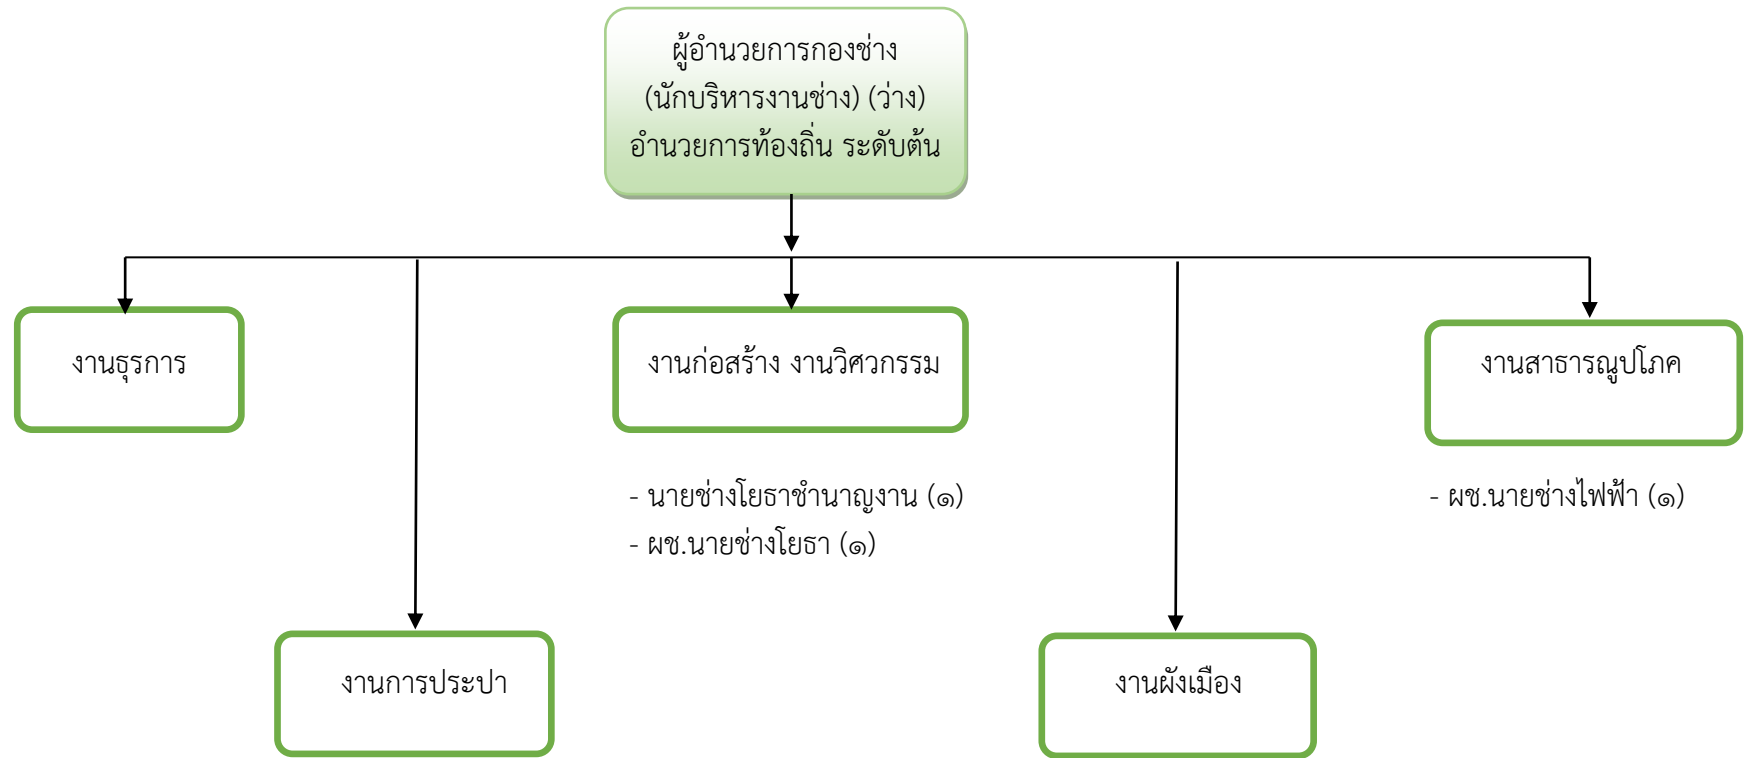 ผู้อำนวยการกองช่าง
(นักบริหารงานช่าง) (ว่าง)
อำนวยการท้องถิ่น ระดับต้น
งานธุรการ
งานก่อสร้าง งานวิศวกรรม
งานสาธารณูปโภค
- นายช่างโยธาชำนาญงาน (๑)
- ผช.นายช่างโยธา (๑)
- ผช.นายช่างไฟฟ้า (๑)
งานการประปา
งานผังเมือง